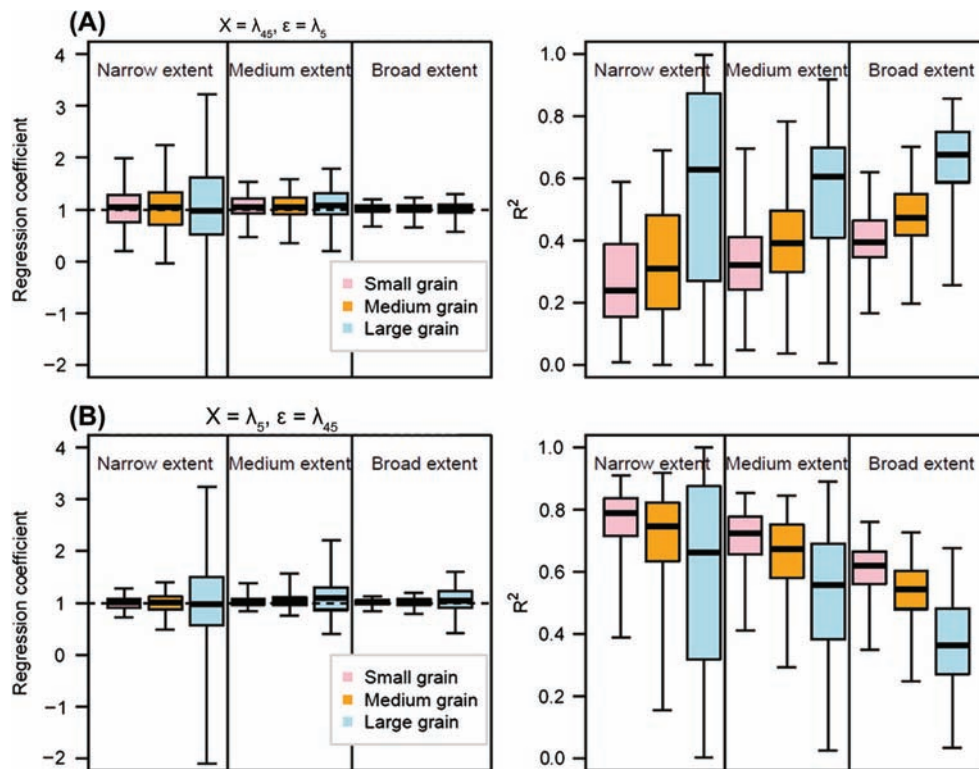 (A)
X = λ45, ε = λ5
Regression coefficient
4
3
2
1
0
−1
−2
Narrow extent
Medium extent
Broad extent
Small grain
Medium grain
Large grain
R²
1.0
0.8
0.6
0.4
0.2
0.0
Narrow extent
Medium extent
Broad extent
(B)
X = λ5, ε = λ45
Regression coefficient
4
3
2
1
0
−1
−2
Narrow extent
Medium extent
Broad extent
Small grain
Medium grain
Large grain
R²
1.0
0.8
0.6
0.4
0.2
0.0
Narrow extent
Medium extent
Broad extent